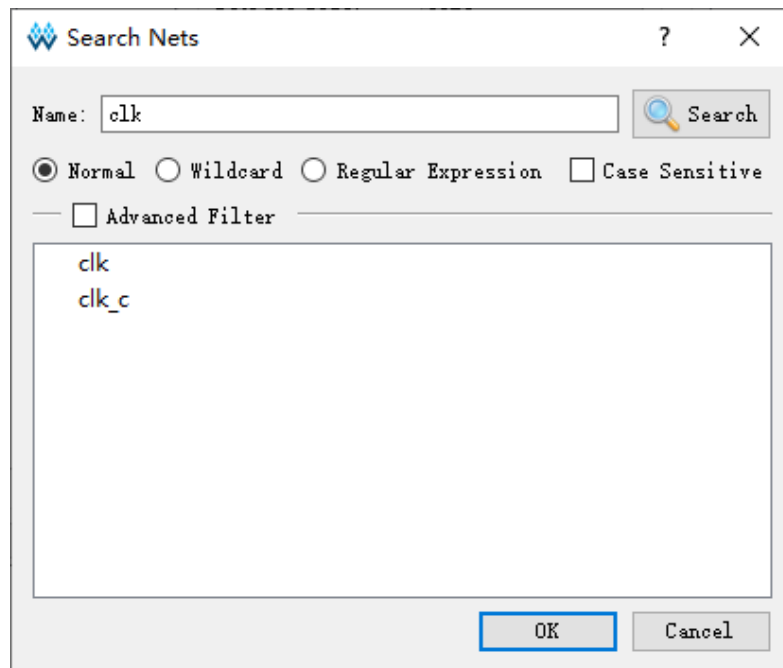 Search Nets ?
Name: clk Search
Normal Wildcard Regular Expression Case Sensitive
Advanced Filter
clk
clk_c
OK Cancel